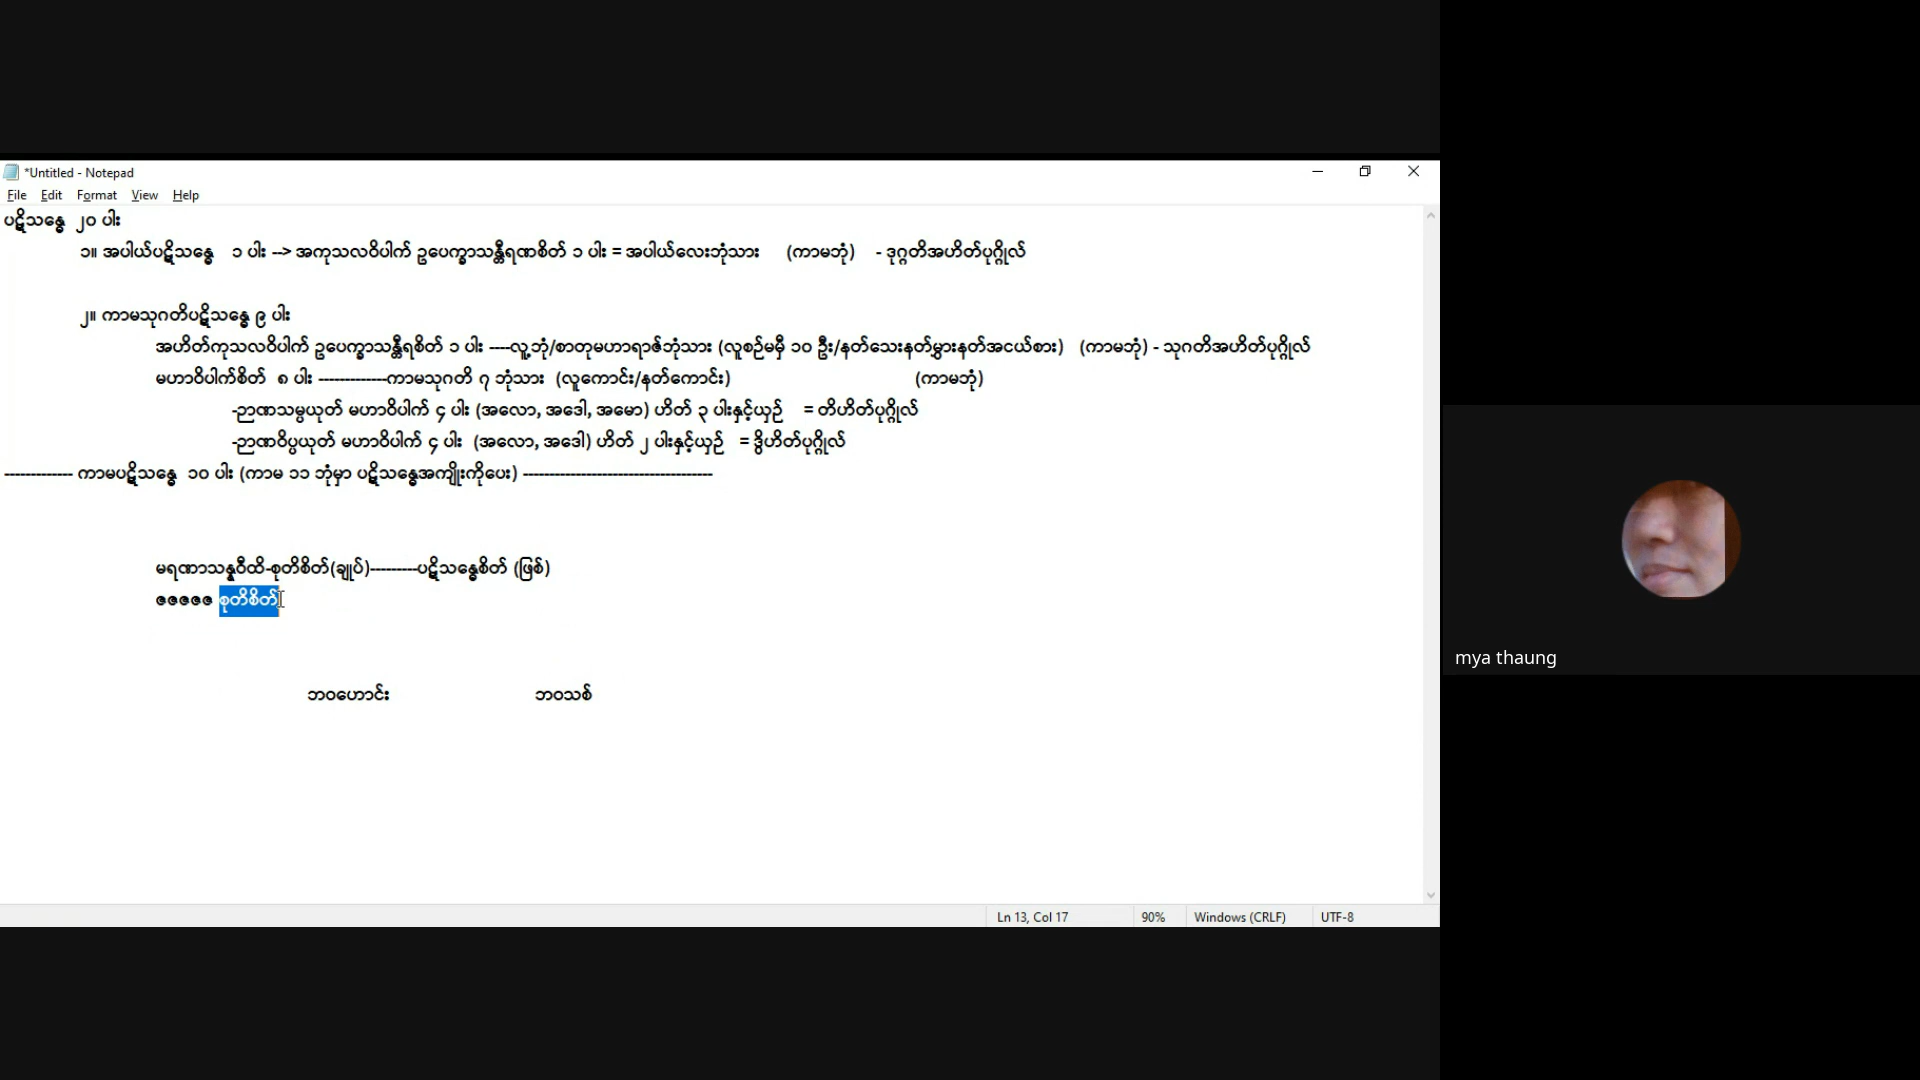 *Untitled - Notepad
File Edit Format View Help
ပဋိသန္ဓေ ၂၀ ပါး
၁။ အပါယ်ပဋိသန္ဓေ ၁ ပါး --> အကုသလဝိပါက် ဥပေက္ခာသန္တီရဏစိတ် ၁ ပါး = အပါယ်လေးဘုံသား (ကာမဘုံ) - ဒုဂ္ဂတိအဟိတ်ပုဂ္ဂိုလ်
၂။ ကာမသုဂတိပဋိသန္ဓေ ၉ ပါး
အဟိတ်ကုသလဝိပါက် ဥပေက္ခာသန္တီရစိတ် ၁ ပါး ----လူ့ဘုံ/စာတုမဟာရာဇ်ဘုံသား (လူစဉ်မမှီ ၁၀ ဦး/နတ်သေးနတ်မွှားနတ်အငယ်စား) (ကာမဘုံ) - သုဂတိအဟိတ်ပုဂ္ဂိုလ်
မဟာဝိပါက်စိတ် ၈ ပါး -------------ကာမသုဂတိ ၇ ဘုံသား (လူကောင်း/နတ်ကောင်း) (ကာမဘုံ)
-ဉာဏသမ္ပယုတ် မဟာဝိပါက် ၄ ပါး (အလော, အဒေါ, အမော) ဟိတ် ၃ ပါးနှင့်ယှဉ် = တိဟိတ်ပုဂ္ဂိုလ်
-ဉာဏဝိပ္ပယုတ် မဟာဝိပါက် ၄ ပါး (အလော, အဒေါ) ဟိတ် ၂ ပါးနှင့်ယှဉ် = ဒွိဟိတ်ပုဂ္ဂိုလ်
------------- ကာမပဋိသန္ဓေ ၁၀ ပါး (ကာမ ၁၁ ဘုံမှာ ပဋိသန္ဓေအကျိုးကိုပေး) ------------------------------------
မရဏာသန္နဝီထိ-စုတိစိတ်(ချုပ်)---------ပဋိသန္ဓေစိတ် (ဖြစ်)
ဇဇဇဇဇ စုတိစိတ်
ဘဝဟောင်း ဘဝသစ်
mya thaung
Ln 13, Col 17 90% Windows (CRLF) UTF-8